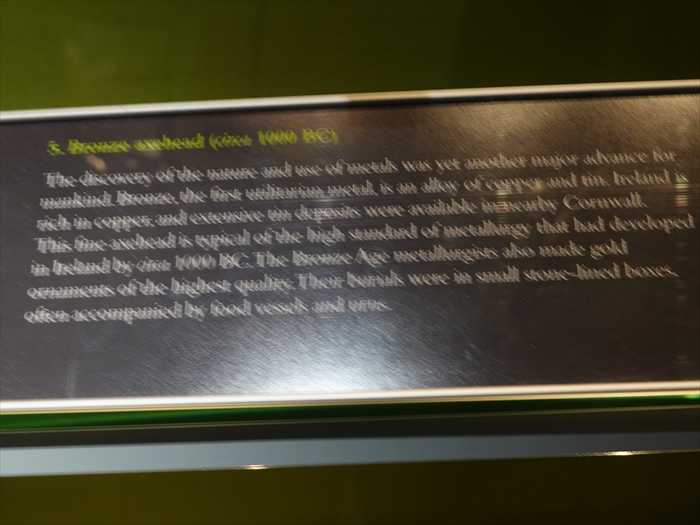 5. Bronze axehead (circa 1000 BC)
The discovery of the nature and use of metals was yet another major advance for
mankind. Bronze, the first utilitarian metal, is an alloy of copper and tin. Ireland is
rich in copper, and extensive tin deposits were available in nearby Cornwall.
This fine axehead is typical of the high standard of metallurgy that had developed
in Ireland by circa 1000 BC. The Bronze Age metallurgists also made gold
ornaments of the highest quality. Their burials were in small stone-lined boxes,
often accompanied by food vessels and urns.